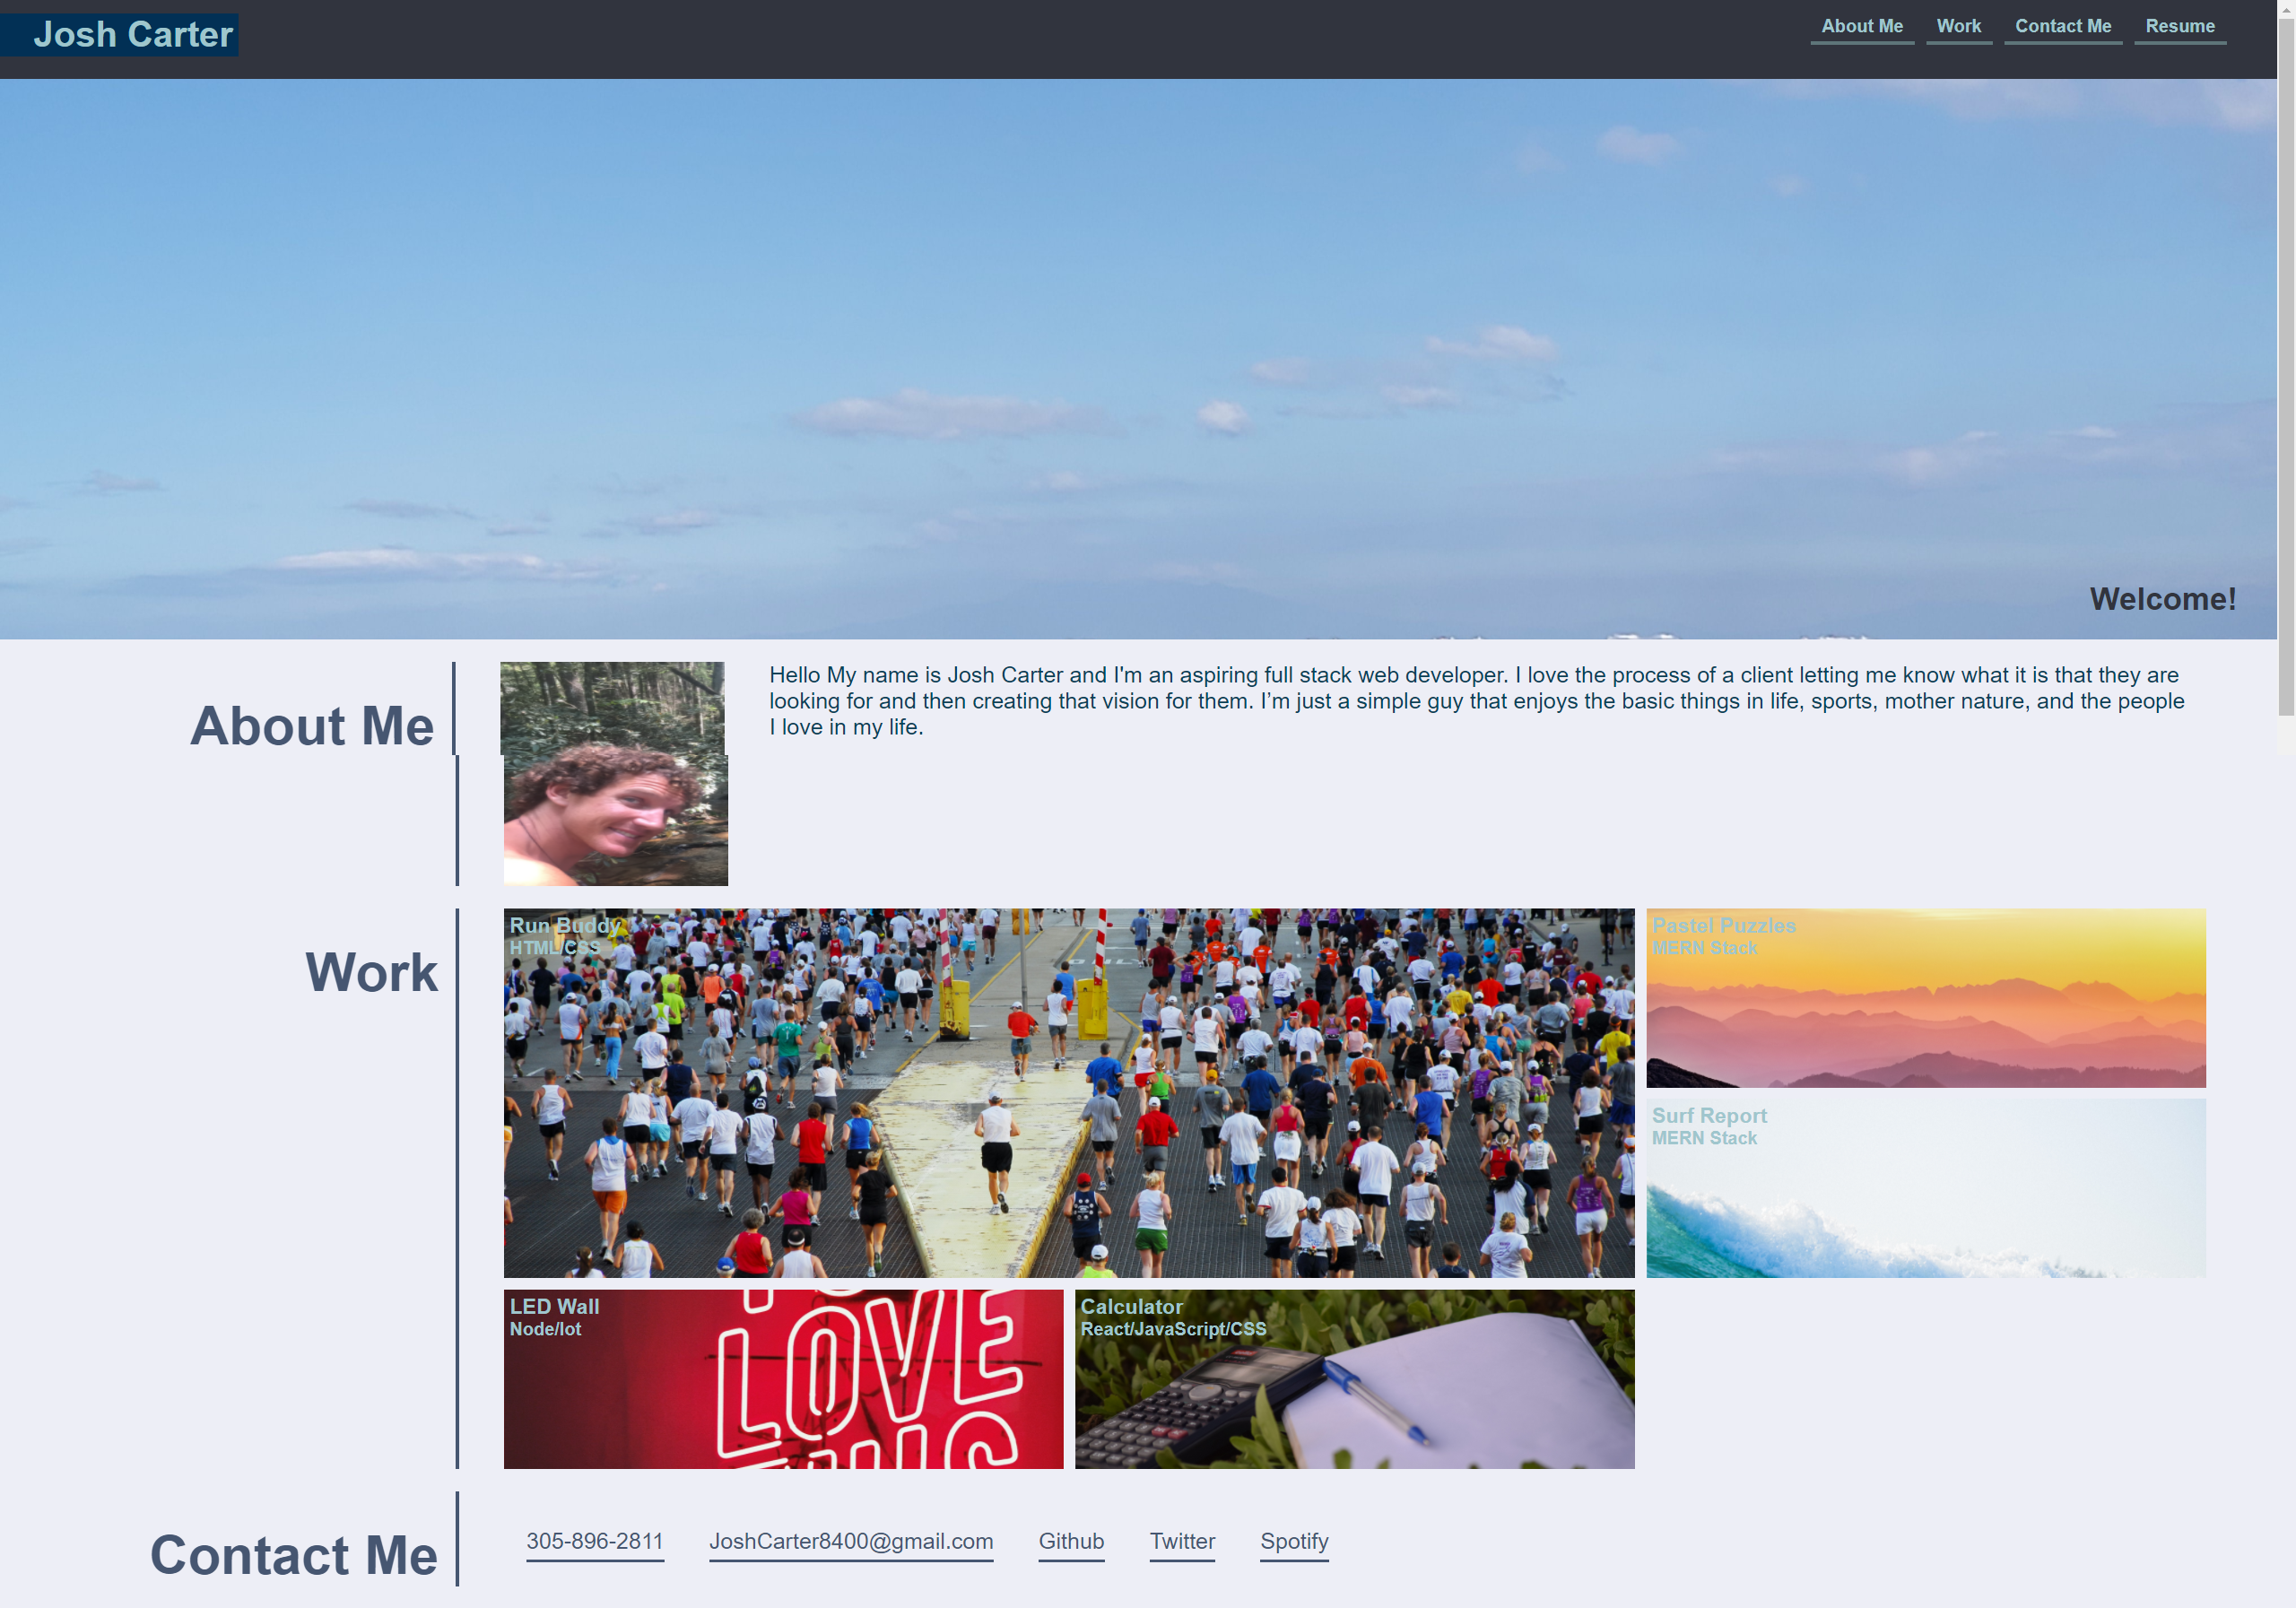 Josh Carter
About Me Work Contact Me Resume
Welcome!
About Me
Hello My name is Josh Carter and I'm an aspiring full stack web developer. I love the process of a client letting me know what it is that they are
looking for and then creating that vision for them. I’m just a simple guy that enjoys the basic things in life, sports, mother nature, and the people
I love in my life.
Work
Run Buddy
HTML/CSS
Pastel Puzzles
MERN Stack
Surf Report
MERN Stack
LED Wall
Node/Iot
LOVE
Calculator
React/JavaScript/CSS
Contact Me
305-896-2811 JoshCarter8400@gmail.com Github Twitter Spotify